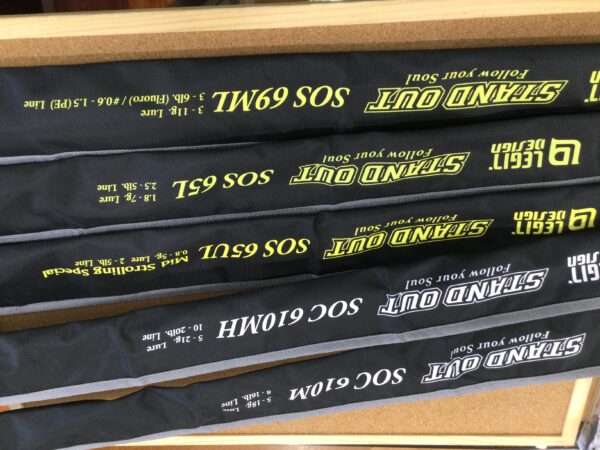 STAND OUT
Follow your Soul
SOC 610M
5 - 18g. Lure
8 - 16lb. Line
LEGIT
DESIGN
STAND OUT
Follow your Soul
SOC 610MH
5 - 21g. Lure
10 - 20lb. Line
LEGIT
DESIGN
STAND OUT
Follow your Soul
SOS 65UL
Mid Strolling Special
0.8 - 5g. Lure 2 - 5lb. Line
LEGIT
DESIGN
STAND OUT
Follow your Soul
SOS 65L
1.8 - 7g. Lure
2.5 - 5lb. Line
STAND OUT
Follow your Soul
SOS 69ML
3 - 11g. Lure
3 - 6lb. (Fluoro) / #0.6 - 1.5 (PE) Line